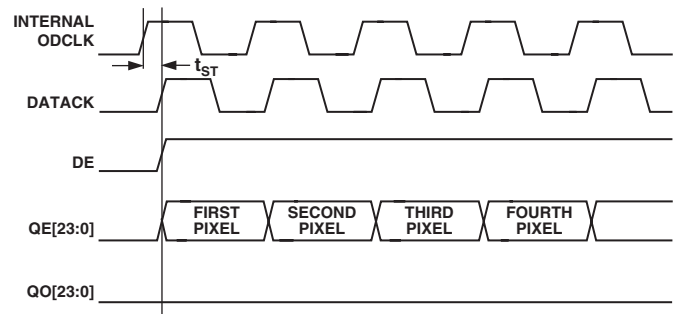 INTERNAL
ODCLK
tST
DATACK
DE
QE[23:0]
FIRST
PIXEL
SECOND
PIXEL
THIRD
PIXEL
FOURTH
PIXEL
QO[23:0]